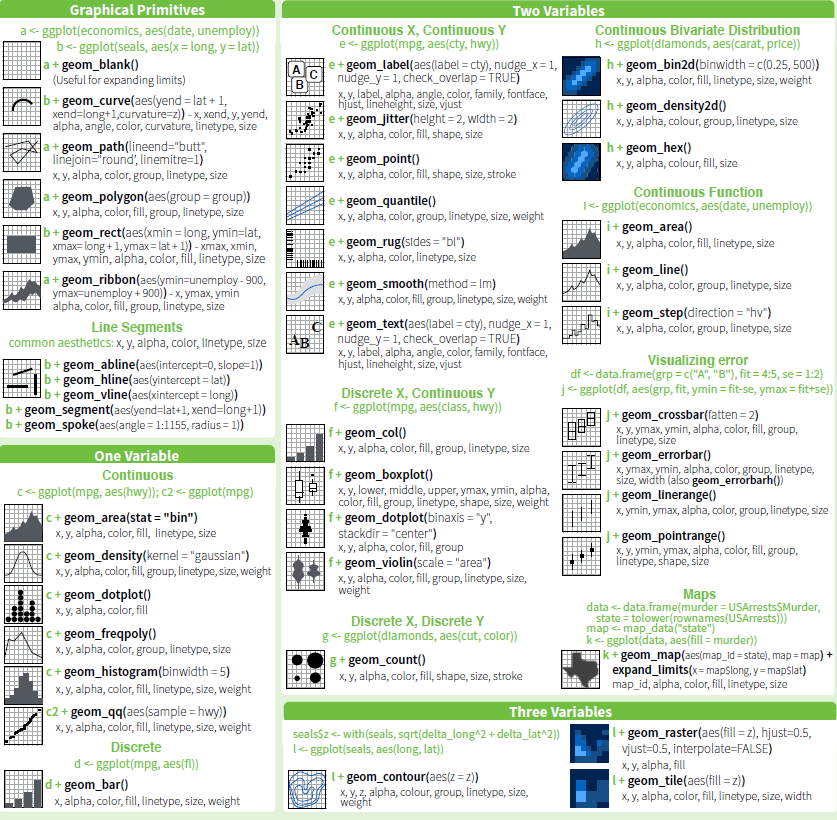 Graphical Primitives
a <- ggplot(economics, aes(date, unemploy))
b <- ggplot(seals, aes(x = long, y = lat))
a + geom_blank()
(Useful for expanding limits)
b + geom_curve(aes(yend = lat + 1,
xend=long+1,curvature=z)) - x, xend, y, yend,
alpha, angle, color, curvature, linetype, size
a + geom_path(lineend="butt",
linejoin="round', linemitre=1)
x, y, alpha, color, group, linetype, size
a + geom_polygon(aes(group = group))
x, y, alpha, color, fill, group, linetype, size
b + geom_rect(aes(xmin = long, ymin=lat,
xmax= long + 1, ymax = lat + 1)) - xmax, xmin,
ymax, ymin, alpha, color, fill, linetype, size
a + geom_ribbon(aes(ymin=unemploy - 900,
ymax=unemploy + 900)) - x, ymax, ymin
alpha, color, fill, group, linetype, size
Line Segments
common aesthetics: x, y, alpha, color, linetype, size
b + geom_abline(aes(intercept=0, slope=1))
b + geom_hline(aes(yintercept = lat))
b + geom_vline(aes(xintercept = long))
b + geom_segment(aes(yend=lat+1, xend=long+1))
b + geom_spoke(aes(angle = 1:1155, radius = 1))
One Variable
Continuous
c <- ggplot(mpg, aes(hwy)); c2 <- ggplot(mpg)
c + geom_area(stat = "bin")
x, y, alpha, color, fill, linetype, size
c + geom_density(kernel = "gaussian")
x, y, alpha, color, fill, group, linetype, size, weight
c + geom_dotplot()
x, y, alpha, color, fill
c + geom_freqpoly()
x, y, alpha, color, group, linetype, size
c + geom_histogram(binwidth = 5)
x, y, alpha, color, fill, linetype, size, weight
c2 + geom_qq(aes(sample = hwy))
x, y, alpha, color, fill, linetype, size, weight
Discrete
d <- ggplot(mpg, aes(fl))
d + geom_bar()
x, alpha, color, fill, linetype, size, weight
Two Variables
Continuous X, Continuous Y
e <- ggplot(mpg, aes(cty, hwy))
A
B
C
e + geom_label(aes(label = cty), nudge_x = 1,
nudge_y = 1, check_overlap = TRUE)
x, y, label, alpha, angle, color, family, fontface,
hjust, lineheight, size, vjust
e + geom_jitter(height = 2, width = 2)
x, y, alpha, color, fill, shape, size
e + geom_point()
x, y, alpha, color, fill, shape, size, stroke
e + geom_quantile()
x, y, alpha, color, group, linetype, size, weight
e + geom_rug(sides = "bl")
x, y, alpha, color, linetype, size
e + geom_smooth(method = lm)
x, y, alpha, color, fill, group, linetype, size, weight
A
B
C
e + geom_text(aes(label = cty), nudge_x = 1,
nudge_y = 1, check_overlap = TRUE)
x, y, label, alpha, angle, color, family, fontface,
hjust, lineheight, size, vjust
Discrete X, Continuous Y
f <- ggplot(mpg, aes(class, hwy))
f + geom_col()
x, y, alpha, color, fill, group, linetype, size
f + geom_boxplot()
x, y, lower, middle, upper, ymax, ymin, alpha,
color, fill, group, linetype, shape, size, weight
f + geom_dotplot(binaxis = "y",
stackdir = "center")
x, y, alpha, color, fill, group
f + geom_violin(scale = "area")
x, y, alpha, color, fill, group, linetype, size,
weight
Discrete X, Discrete Y
g <- ggplot(diamonds, aes(cut, color))
g + geom_count()
x, y, alpha, color, fill, shape, size, stroke
Continuous Bivariate Distribution
h <- ggplot(diamonds, aes(carat, price))
h + geom_bin2d(binwidth = c(0.25, 500))
x, y, alpha, color, fill, linetype, size, weight
h + geom_density2d()
x, y, alpha, colour, group, linetype, size
h + geom_hex()
x, y, alpha, colour, fill, size
Continuous Function
i <- ggplot(economics, aes(date, unemploy))
i + geom_area()
x, y, alpha, color, fill, linetype, size
i + geom_line()
x, y, alpha, color, group, linetype, size
i + geom_step(direction = "hv")
x, y, alpha, color, group, linetype, size
Visualizing error
df <- data.frame(grp = c("A", "B"), fit = 4:5, se = 1:2)
j <- ggplot(df, aes(grp, fit, ymin = fit-se, ymax = fit+se))
j + geom_crossbar(fatten = 2)
x, y, ymax, ymin, alpha, color, fill, group,
linetype, size
j + geom_errorbar()
x, ymax, ymin, alpha, color, group, linetype,
size, width (also geom_errorbarh())
j + geom_linerange()
x, ymin, ymax, alpha, color, group, linetype, size
j + geom_pointrange()
x, y, ymin, ymax, alpha, color, fill, group,
linetype, shape, size
Maps
data <- data.frame(murder = USArrests$Murder,
state = tolower(rownames(USArrests)))
map <- map_data("state")
k <- ggplot(data, aes(fill = murder))
k + geom_map(aes(map_id = state), map = map) +
expand_limits(x = map$long, y = map$lat)
map_id, alpha, color, fill, linetype, size
Three Variables
seals$z <- with(seals, sqrt(delta_long^2 + delta_lat^2))
l <- ggplot(seals, aes(long, lat))
l + geom_contour(aes(z = z))
x, y, z, alpha, colour, group, linetype, size,
weight
l + geom_raster(aes(fill = z), hjust=0.5,
vjust=0.5, interpolate=FALSE)
x, y, alpha, fill
l + geom_tile(aes(fill = z))
x, y, alpha, color, fill, linetype, size, width